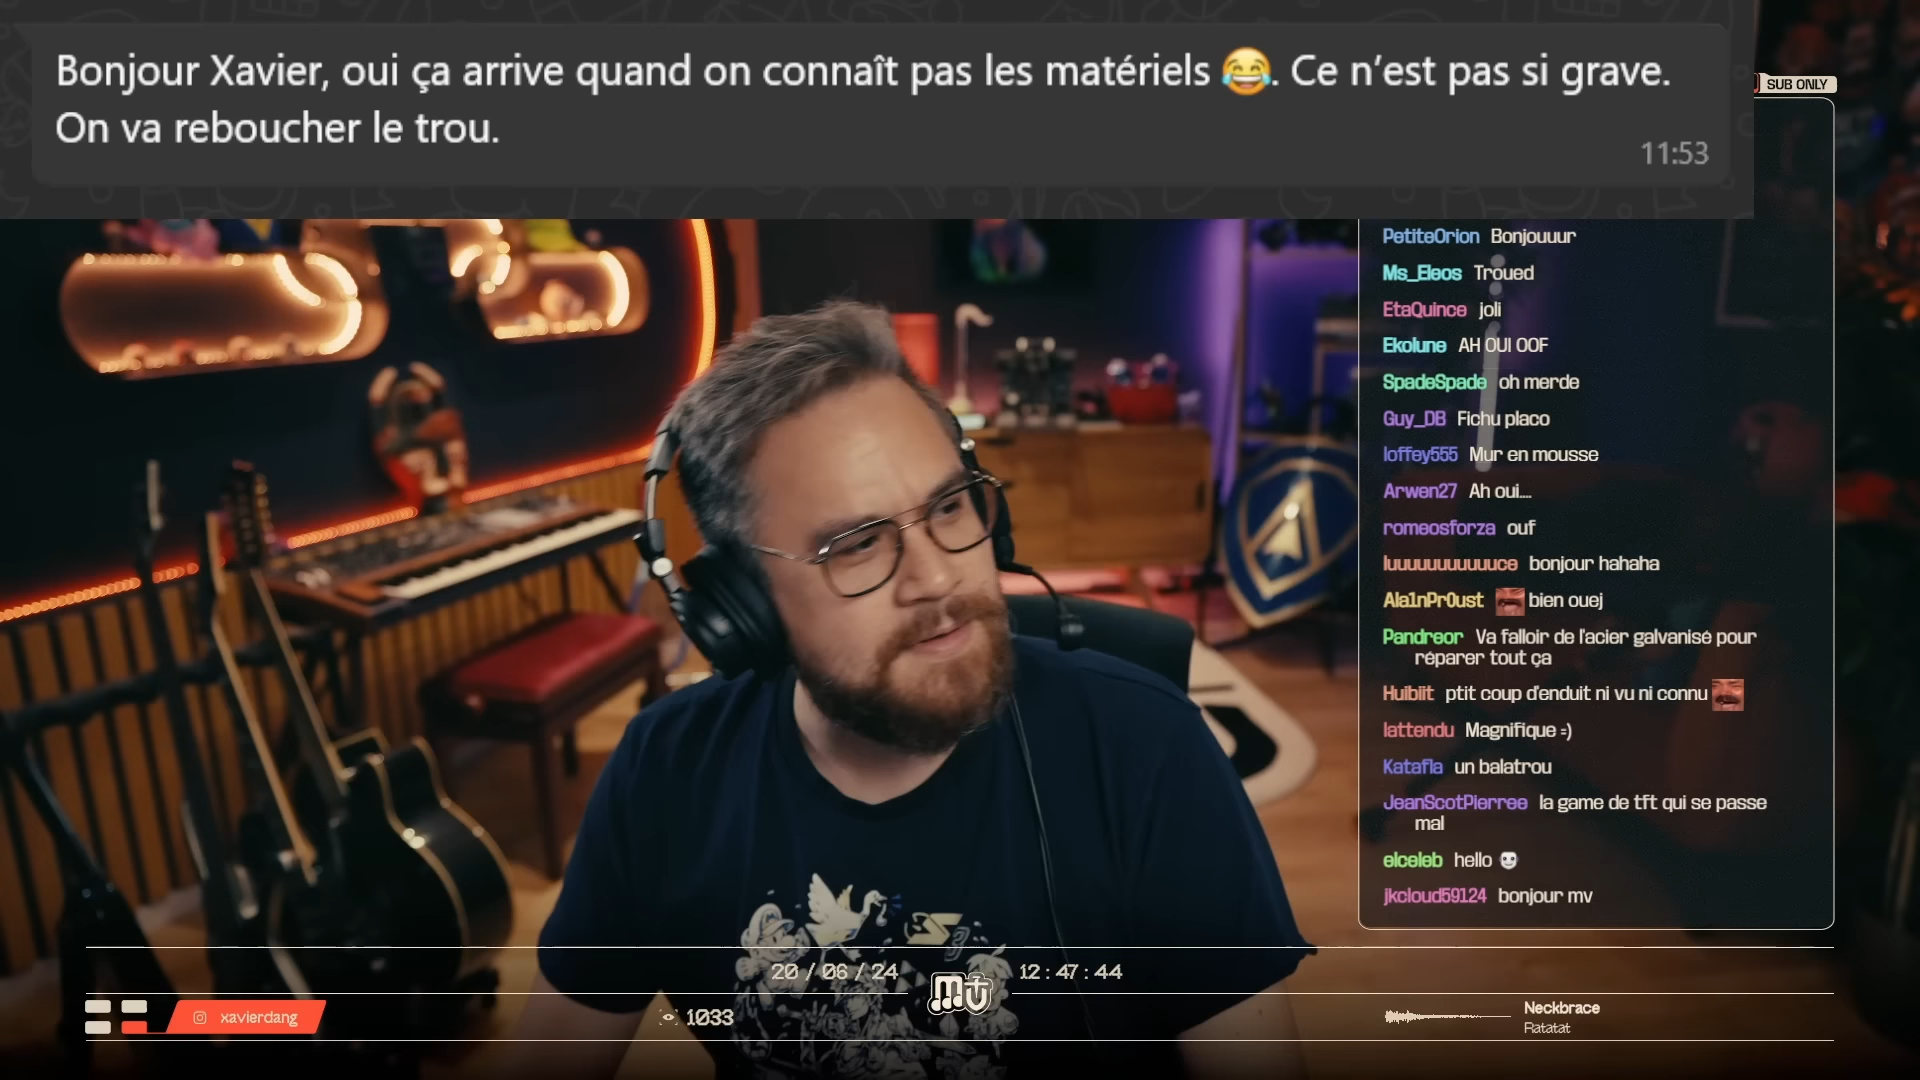 Bonjour Xavier, oui ça arrive quand on connaît pas les matériels 😂. Ce n’est pas si grave.
On va reboucher le trou.
11:53
SUB ONLY
PetiteOrion Bonjouuur
Ms_Eleos Troued
EtaQuince joli
Ekolune AH OUI OOF
SpadeSpade oh merde
Guy_DB Fichu placo
loffey555 Mur en mousse
Arwen27 Ah oui....
romeosforza ouf
luuuuuuuuuuuce bonjour hahaha
Ala1nPr0ust bien ouej
Pandreor Va falloir de l'acier galvanisé pour
réparer tout ça
Huibiit ptit coup d'enduit ni vu ni connu
lattendu Magnifique =)
Katafla un balatrou
JeanScotPierree la game de tft qui se passe
mal
elceleb hello
jkcloud59124 bonjour mv
20 / 06 / 24
mv
12 : 47 : 44
xavierdang
1033
Neckbrace
Ratatat